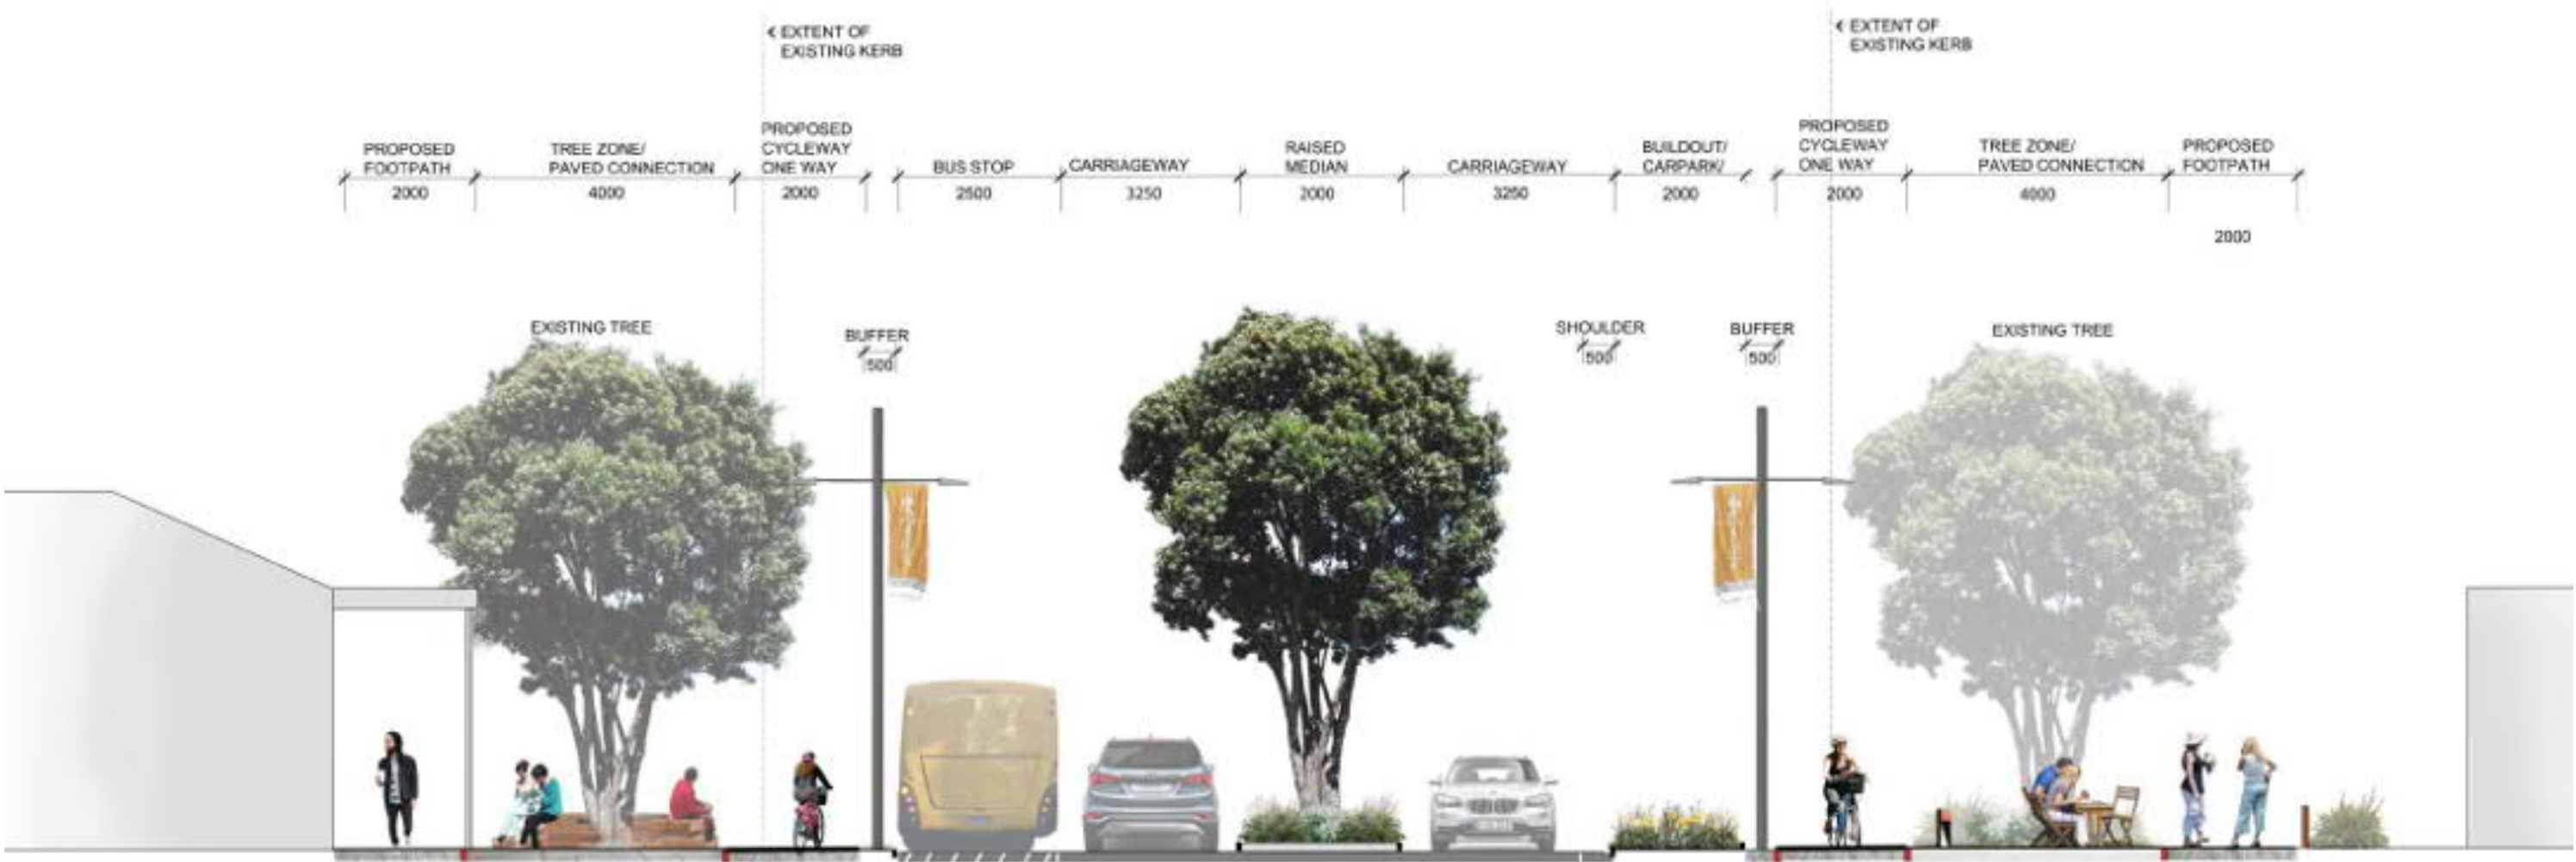 < EXTENT OF
EXISTING KERB
< EXTENT OF
EXISTING KERB
PROPOSED
FOOTPATH
2000
TREE ZONE/
PAVED CONNECTION
4000
PROPOSED
CYCLEWAY
ONE WAY
2000
BUS STOP
2500
CARRIAGEWAY
3250
RAISED
MEDIAN
2000
CARRIAGEWAY
3250
BUILDOUT/
CARPARK/
2000
PROPOSED
CYCLEWAY
ONE WAY
2000
TREE ZONE/
PAVED CONNECTION
4000
PROPOSED
FOOTPATH
2000
EXISTING TREE
BUFFER
500
SHOULDER
500
BUFFER
500
EXISTING TREE